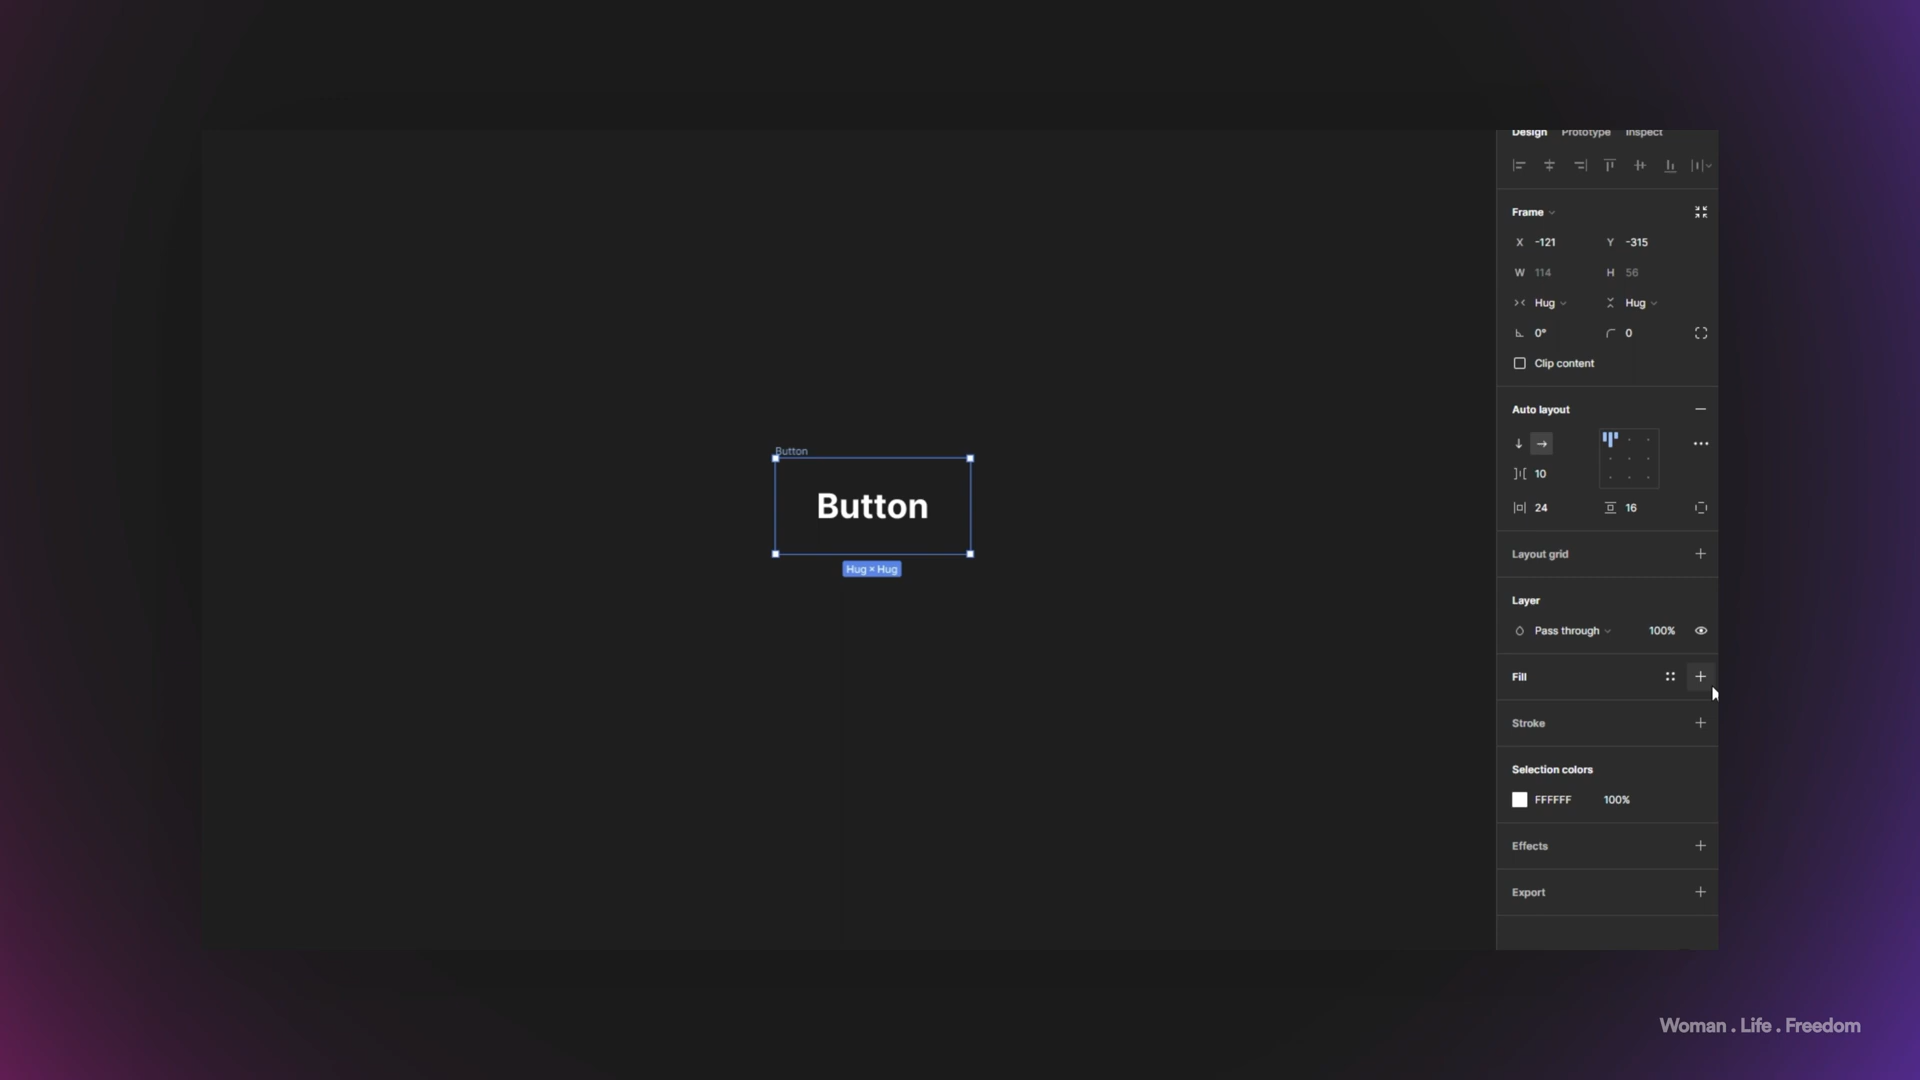 Design Prototype Inspect
Frame
X -121 Y -315
W 114 H 56
Hug Hug
0° 0
Clip content
Auto layout
10
24 16
Layout grid
Layer
Pass through 100%
Fill
Stroke
Selection colors
FFFFFF 100%
Effects
Export
Button
Button
Hug × Hug
Woman . Life . Freedom